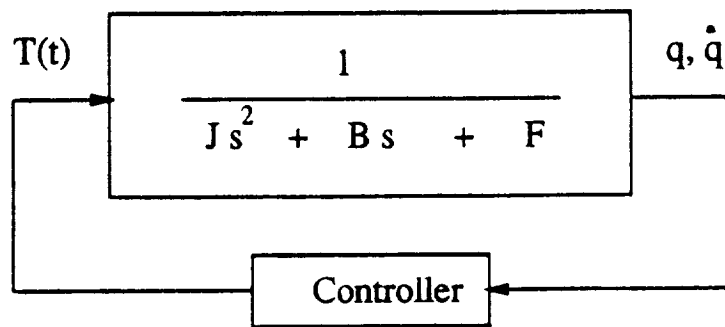 T(t)
1
J s² + B s + F
q, q̇
Controller